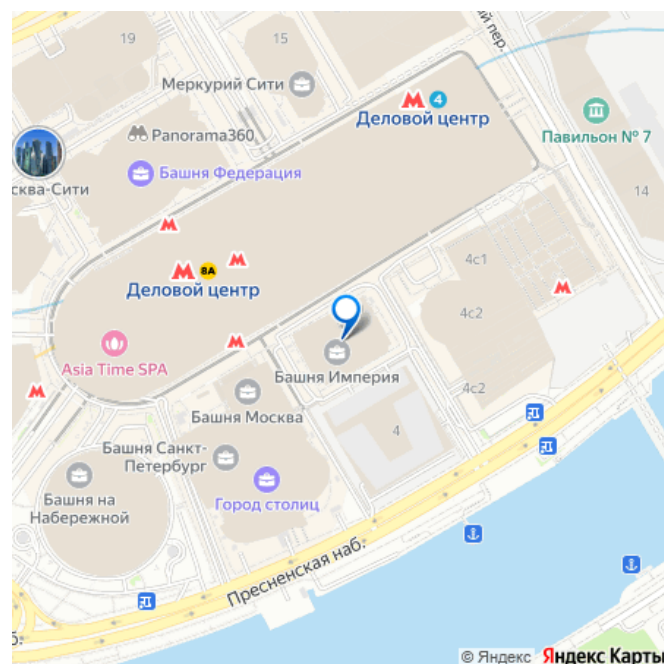 19
15
ый пер.
Меркурий Сити
4
Деловой центр
Panorama360
Павильон № 7
сква-Сити
Башня Федерация
14
4с1
8А
Деловой центр
4с2
Asia Time SPA
Башня Империя
4с2
Башня Москва
4
Башня Санкт-
Петербург
Башня на
Набережной
Город столиц
Пресненская наб.
б.
© Яндекс Яндекс Карты